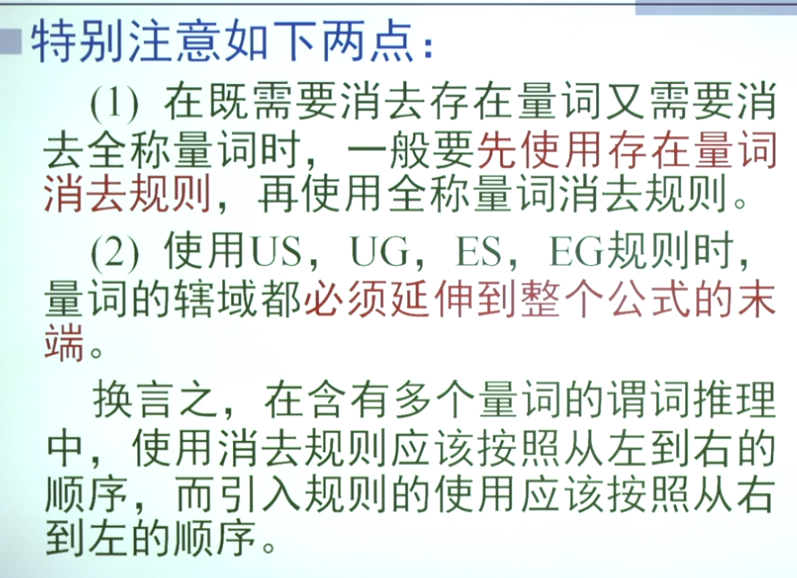 特别注意如下两点：
(1) 在既需要消去存在量词又需要消
去全称量词时，一般要先使用存在量词
消去规则，再使用全称量词消去规则。
(2) 使用US，UG，ES，EG规则时，
量词的辖域都必须延伸到整个公式的末
端。
换言之，在含有多个量词的谓词推理
中，使用消去规则应该按照从左到右的
顺序，而引入规则的使用应该按照从右
到左的顺序。